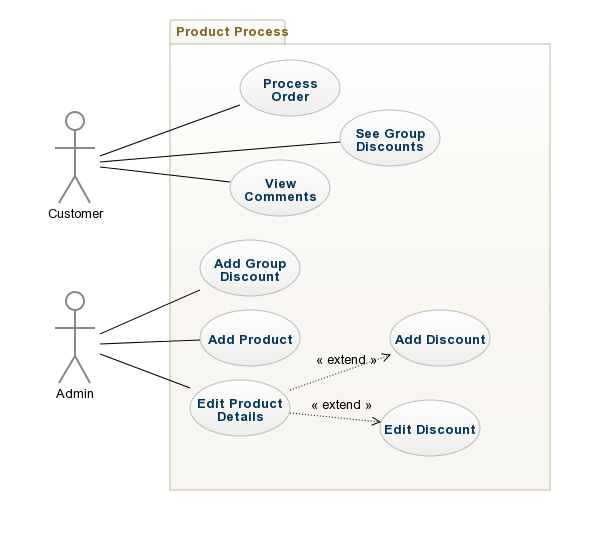 Product Process
Process
Order
See Group
Discounts
View
Comments
Customer
Add Group
Discount
Add Product
Add Discount
« extend »
Admin
Edit Product
Details
« extend »
Edit Discount